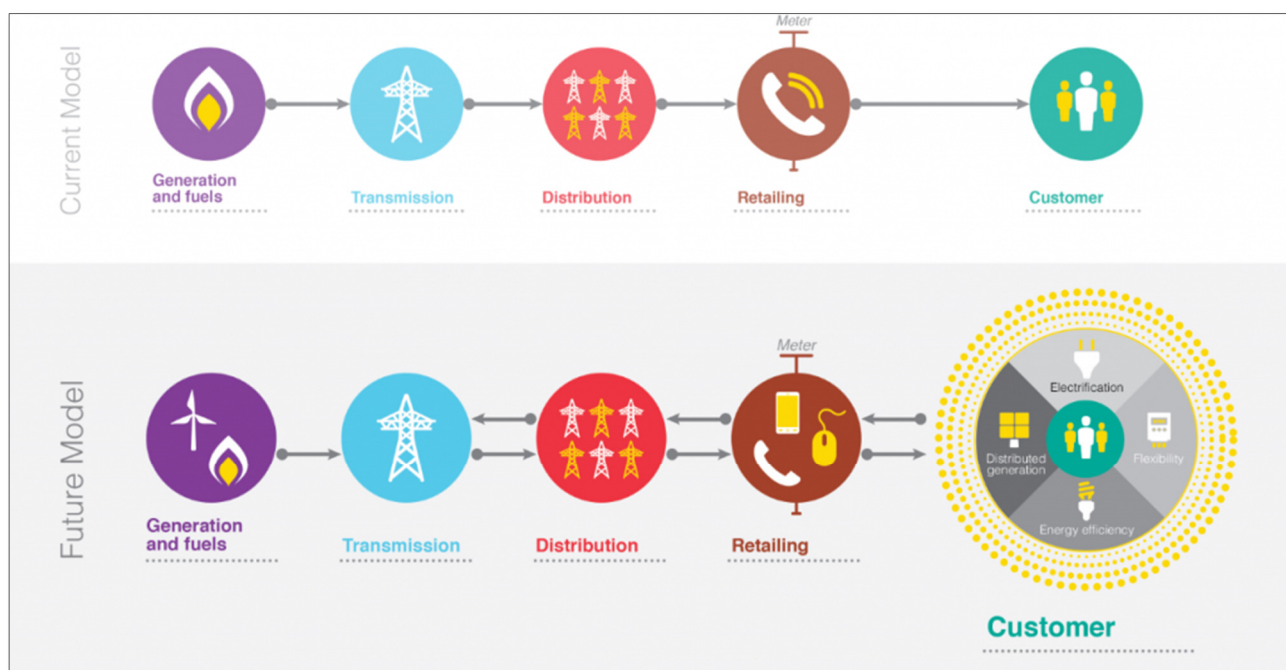 Current Model
Meter
Generation
and fuels
Transmission
Distribution
Retailing
Customer
Future Model
Meter
Generation
and fuels
Transmission
Distribution
Retailing
Electrification
Distributed
generation
Flexibility
Energy efficiency
Customer